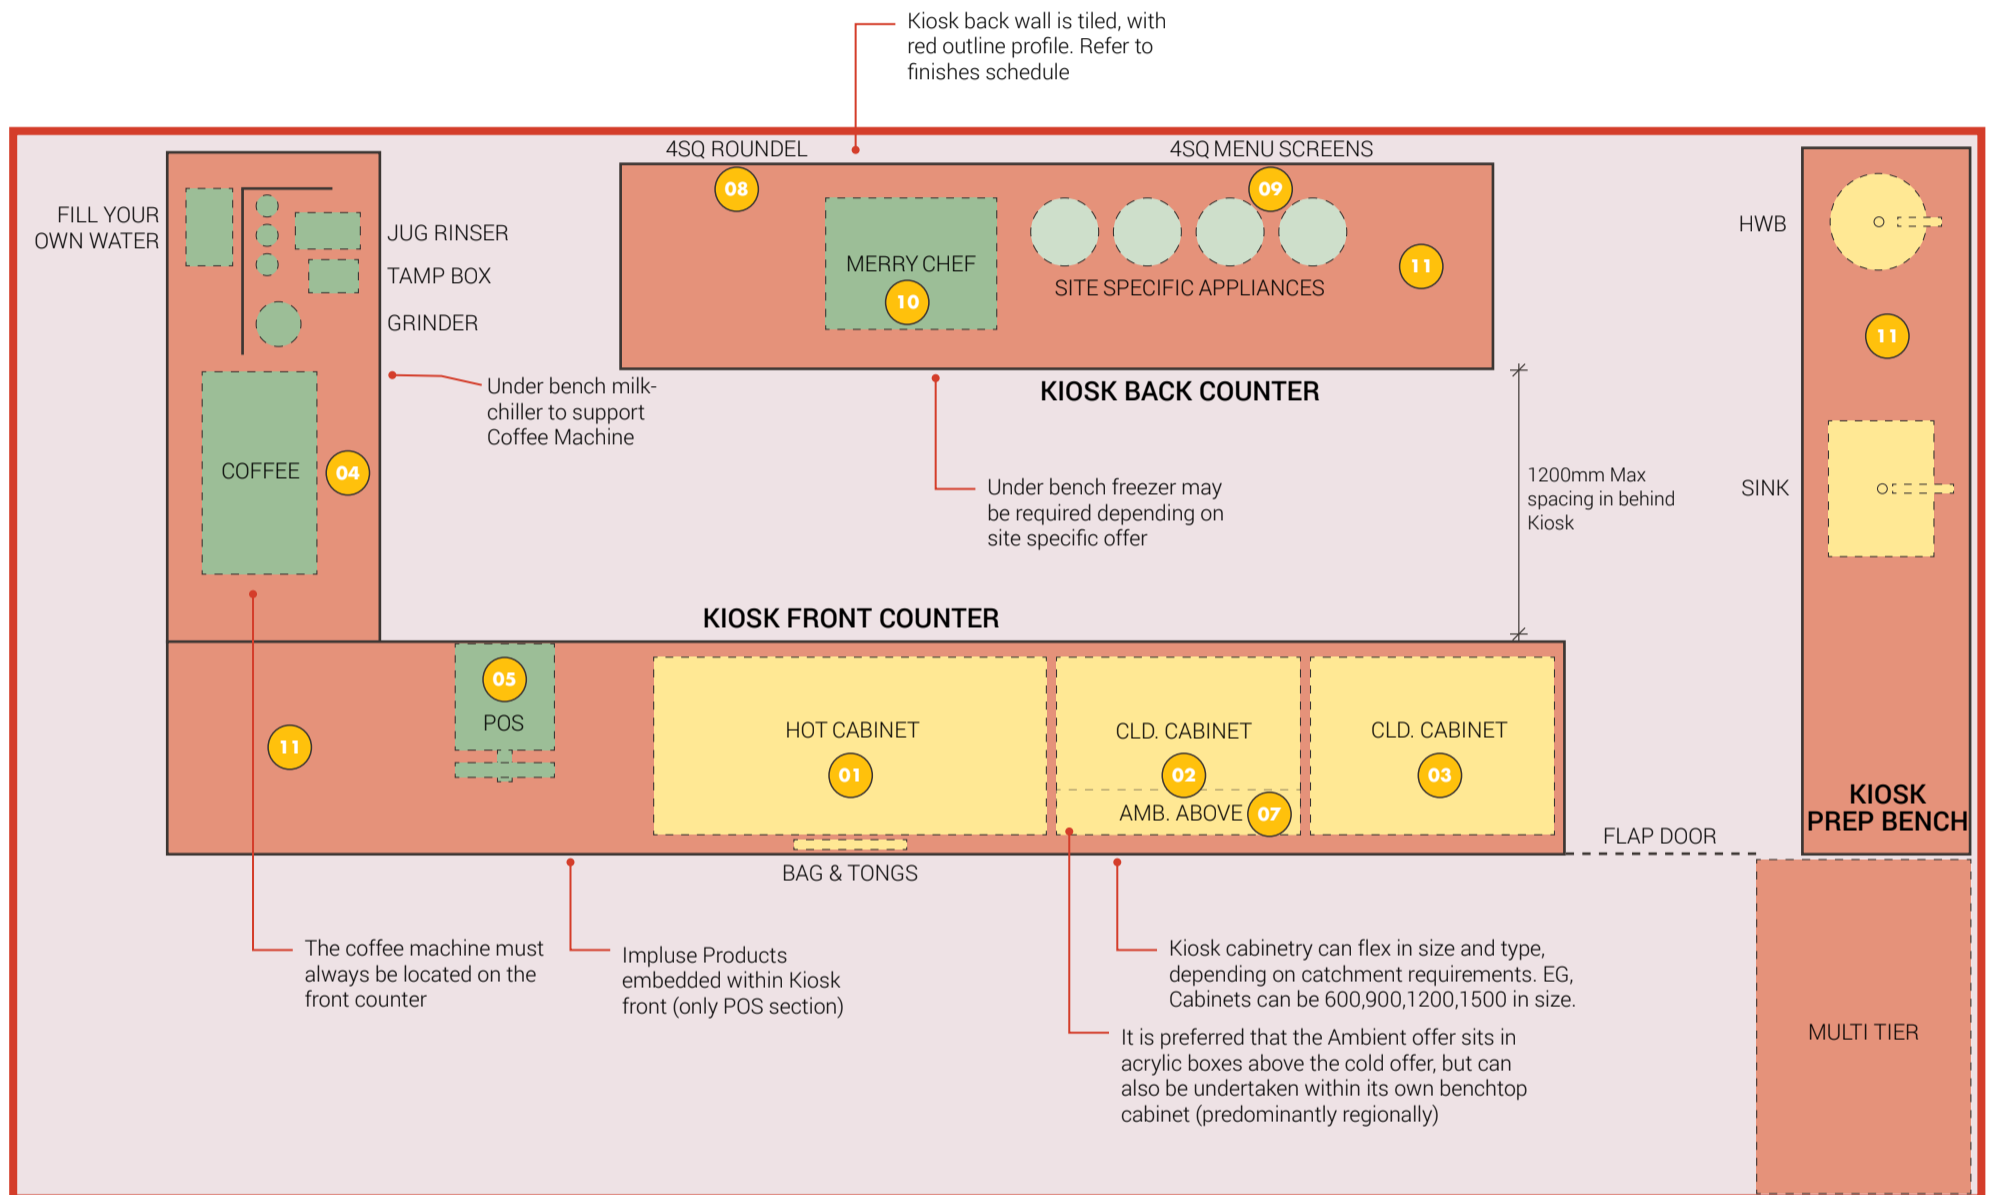 Kiosk back wall is tiled, with
red outline profile. Refer to
finishes schedule
4SQ ROUNDEL
4SQ MENU SCREENS
08
09
FILL YOUR
OWN WATER
JUG RINSER
TAMP BOX
GRINDER
MERRY CHEF
10
SITE SPECIFIC APPLIANCES
11
HWB
11
KIOSK BACK COUNTER
Under bench milk-
chiller to support
Coffee Machine
COFFEE
04
Under bench freezer may
be required depending on
site specific offer
1200mm Max
spacing in behind
Kiosk
SINK
KIOSK FRONT COUNTER
05
POS
11
HOT CABINET
01
CLD. CABINET
02
AMB. ABOVE
07
CLD. CABINET
03
KIOSK
PREP BENCH
FLAP DOOR
BAG & TONGS
The coffee machine must
always be located on the
front counter
Impluse Products
embedded within Kiosk
front (only POS section)
Kiosk cabinetry can flex in size and type,
depending on catchment requirements. EG,
Cabinets can be 600,900,1200,1500 in size.
It is preferred that the Ambient offer sits in
acrylic boxes above the cold offer, but can
also be undertaken within its own benchtop
cabinet (predominantly regionally)
MULTI TIER